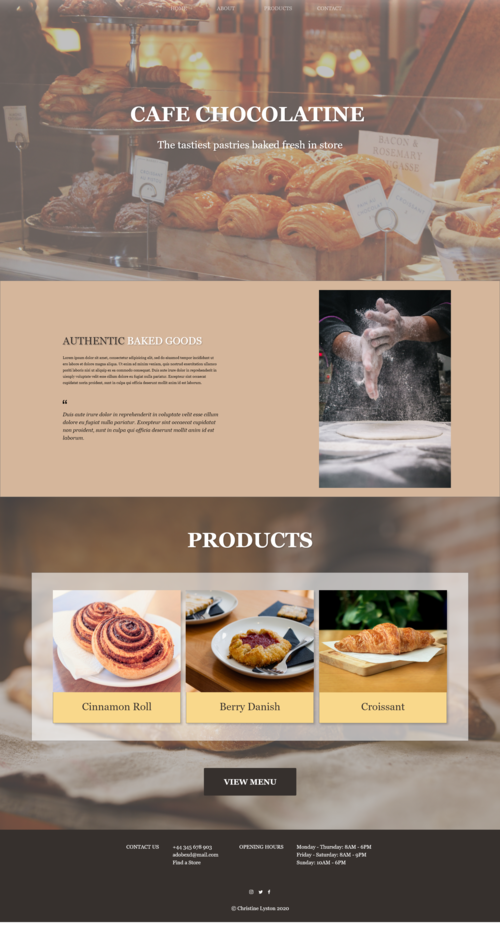 HOME ABOUT PRODUCTS CONTACT
CAFE CHOCOLATINE
The tastiest pastries baked fresh in store
BACON &
ROSEMARY
AUTHENTIC BAKED GOODS
Lorem ipsum dolor sit amet, consectetur adipiscing elit, sed do eiusmod tempor incididunt ut
“
Duis aute irure dolor in reprehenderit in voluptate velit esse cillum
dolore eu fugiat nulla pariatur. Excepteur sint occaecat cupidatat
non proident, sunt in culpa qui officia deserunt mollit anim id est
laborum.
PRODUCTS
Cinnamon Roll
Berry Danish
Croissant
VIEW MENU
CONTACT US
+44 345 678 903
adobexd@mail.com
Find a Store
OPENING HOURS
Monday - Thursday: 8AM - 6PM
Friday - Saturday: 8AM - 9PM
Sunday: 10AM - 6PM
© Christine Lyston 2020